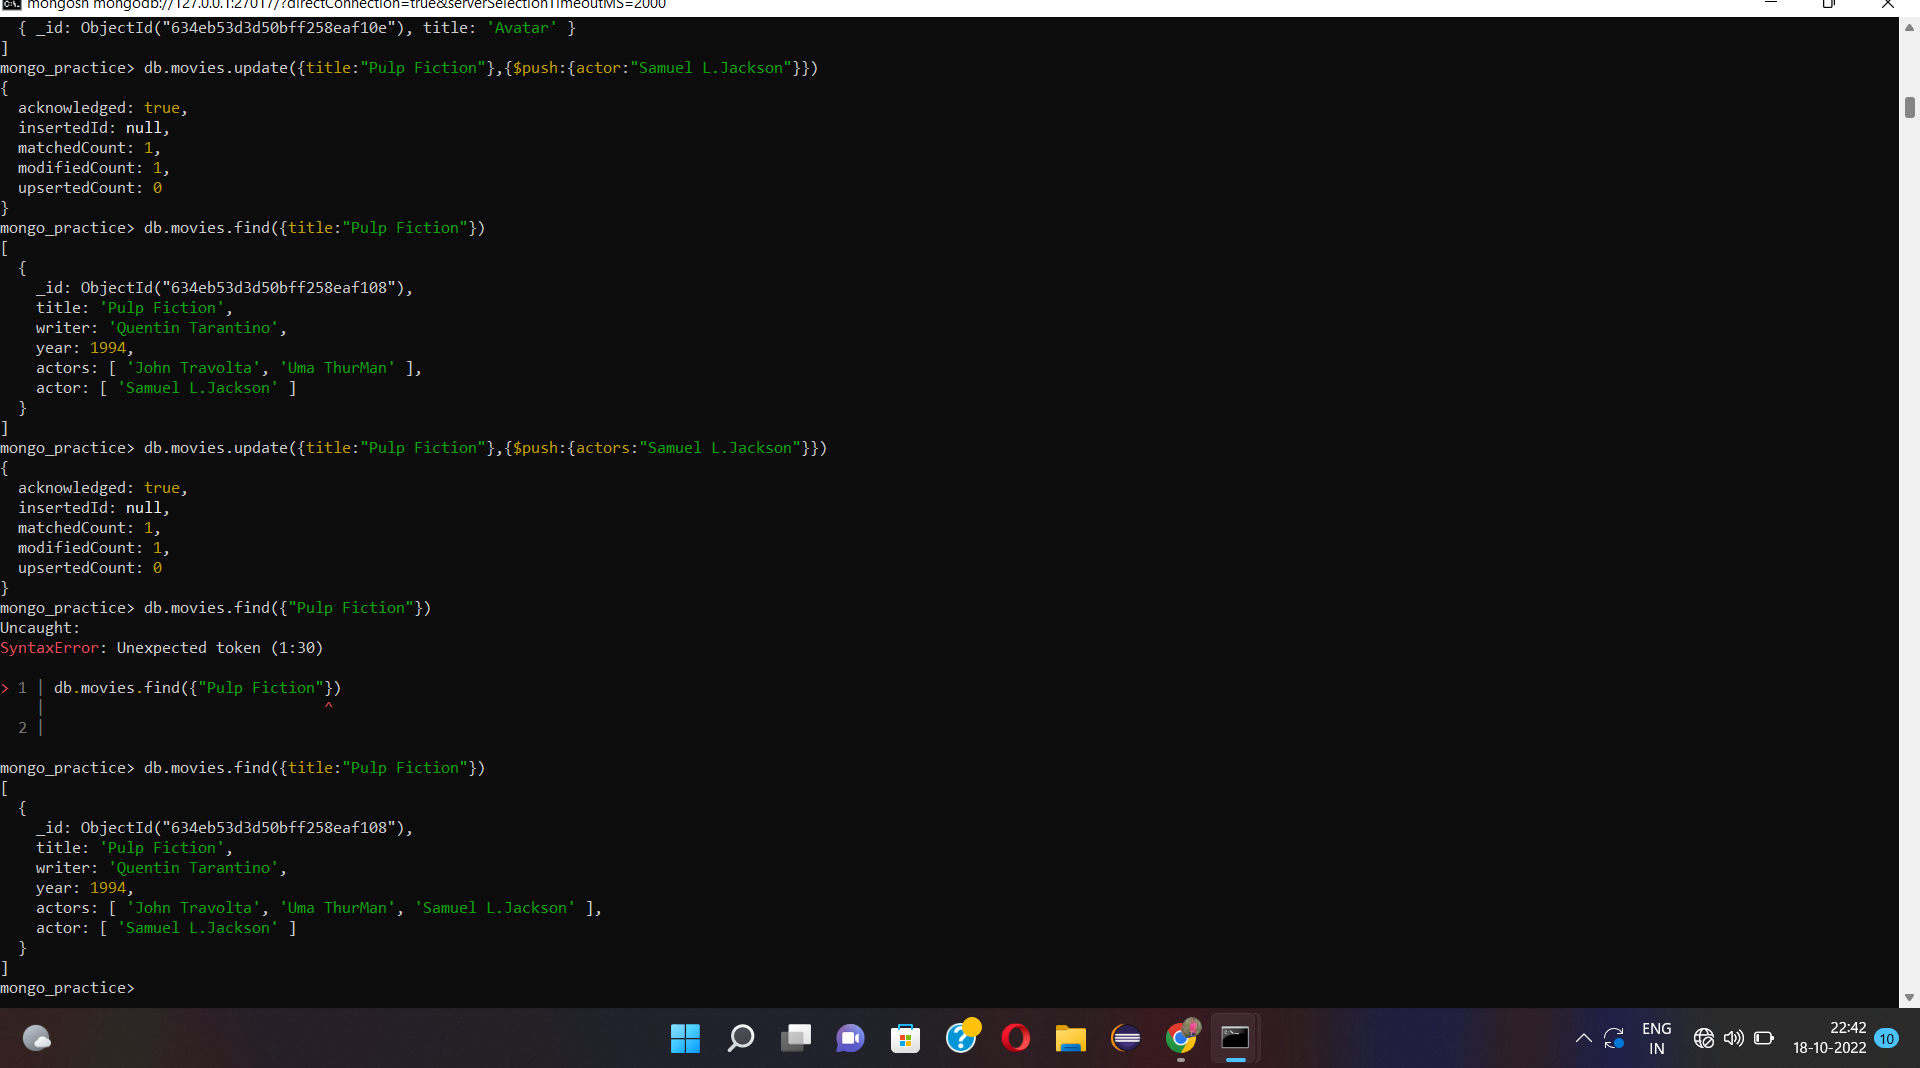 mongosh mongodb://127.0.0.1:27017/?directConnection=true&serverSelectionTimeoutMS=2000
  { _id: ObjectId("634eb53d3d50bff258eaf10e"), title: 'Avatar' }
]
mongo_practice> db.movies.update({title:"Pulp Fiction"},{$push:{actor:"Samuel L.Jackson"}})
{
  acknowledged: true,
  insertedId: null,
  matchedCount: 1,
  modifiedCount: 1,
  upsertedCount: 0
}
mongo_practice> db.movies.find({title:"Pulp Fiction"})
[
  {
    _id: ObjectId("634eb53d3d50bff258eaf108"),
    title: 'Pulp Fiction',
    writer: 'Quentin Tarantino',
    year: 1994,
    actors: [ 'John Travolta', 'Uma ThurMan' ],
    actor: [ 'Samuel L.Jackson' ]
  }
]
mongo_practice> db.movies.update({title:"Pulp Fiction"},{$push:{actors:"Samuel L.Jackson"}})
{
  acknowledged: true,
  insertedId: null,
  matchedCount: 1,
  modifiedCount: 1,
  upsertedCount: 0
}
mongo_practice> db.movies.find({"Pulp Fiction"})
Uncaught:
SyntaxError: Unexpected token (1:30)
> 1 | db.movies.find({"Pulp Fiction"})
    |                               ^
  2 |
mongo_practice> db.movies.find({title:"Pulp Fiction"})
[
  {
    _id: ObjectId("634eb53d3d50bff258eaf108"),
    title: 'Pulp Fiction',
    writer: 'Quentin Tarantino',
    year: 1994,
    actors: [ 'John Travolta', 'Uma ThurMan', 'Samuel L.Jackson' ],
    actor: [ 'Samuel L.Jackson' ]
  }
]
mongo_practice>
ENG
IN
22:42
18-10-2022
10